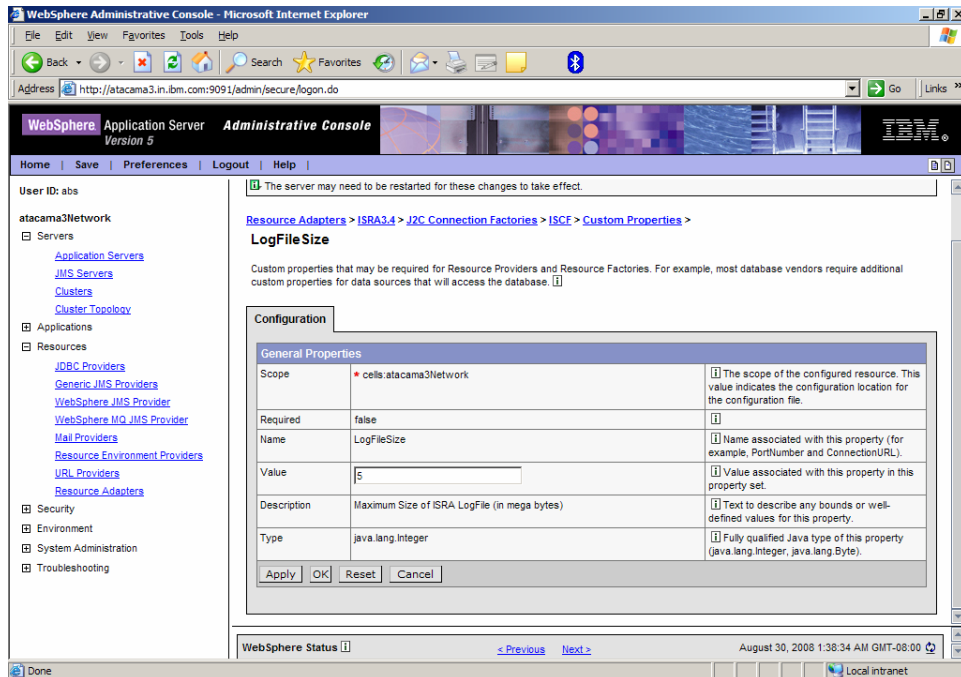 WebSphere Administrative Console - Microsoft Internet Explorer
File Edit View Favorites Tools Help
Back Search Favorites
Address http://atacama3.in.ibm.com:9091/admin/secure/logon.do Go Links »
WebSphere. Application Server Administrative Console
Version 5
IBM.
Home | Save | Preferences | Logout | Help |
User ID: abs
The server may need to be restarted for these changes to take effect.
atacama3Network
Servers
Application Servers
JMS Servers
Clusters
Cluster Topology
Applications
Resources
JDBC Providers
Generic JMS Providers
WebSphere JMS Provider
WebSphere MQ JMS Provider
Mail Providers
Resource Environment Providers
URL Providers
Resource Adapters
Security
Environment
System Administration
Troubleshooting
Resource Adapters > ISRA3.4 > J2C Connection Factories > ISCF > Custom Properties >
LogFileSize
Custom properties that may be required for Resource Providers and Resource Factories. For example, most database vendors require additional
custom properties for data sources that will access the database. i
Configuration
General Properties
Scope * cells:atacama3Network i The scope of the configured resource. This
value indicates the configuration location for
the configuration file.
Required false i
Name LogFileSize i Name associated with this property (for
example, PortNumber and ConnectionURL).
Value 5 i Value associated with this property in this
property set.
Description Maximum Size of ISRA LogFile (in mega bytes) i Text to describe any bounds or well-
defined values for this property.
Type java.lang.Integer i Fully qualified Java type of this property
(java.lang.Integer, java.lang.Byte).
Apply OK Reset Cancel
WebSphere Status i < Previous Next > August 30, 2008 1:38:34 AM GMT-08:00
Done Local intranet